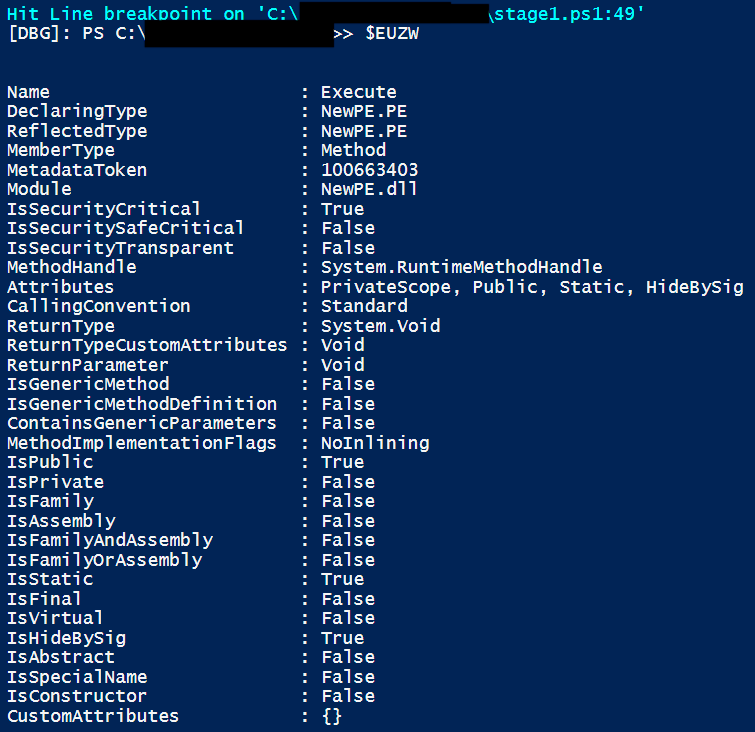 Hit Line breakpoint on 'C:\ \stage1.ps1:49'
[DBG]: PS C:\ >> $EUZW
Name : Execute
DeclaringType : NewPE.PE
ReflectedType : NewPE.PE
MemberType : Method
MetadataToken : 100663403
Module : NewPE.dll
IsSecurityCritical : True
IsSecuritySafeCritical : False
IsSecurityTransparent : False
MethodHandle : System.RuntimeMethodHandle
Attributes : PrivateScope, Public, Static, HideBySig
CallingConvention : Standard
ReturnType : System.Void
ReturnTypeCustomAttributes : Void
ReturnParameter : Void
IsGenericMethod : False
IsGenericMethodDefinition : False
ContainsGenericParameters : False
MethodImplementationFlags : NoInlining
IsPublic : True
IsPrivate : False
IsFamily : False
IsAssembly : False
IsFamilyAndAssembly : False
IsFamilyOrAssembly : False
IsStatic : True
IsFinal : False
IsVirtual : False
IsHideBySig : True
IsAbstract : False
IsSpecialName : False
IsConstructor : False
CustomAttributes : {}